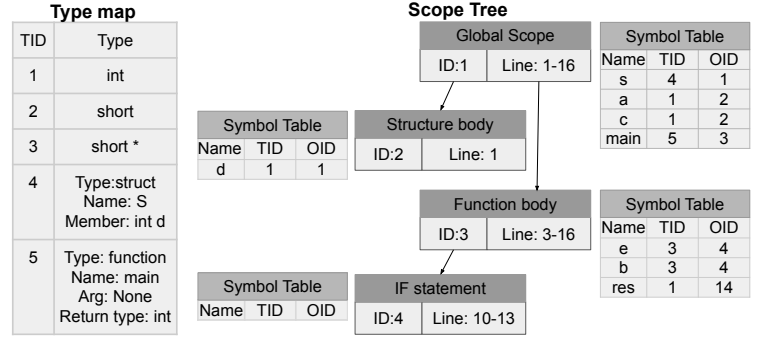 Type map
TID Type
1 int
2 short
3 short *
4 Type:struct
Name: S
Member: int d
5 Type: function
Name: main
Arg: None
Return type: int
Scope Tree
Global Scope
ID:1 Line: 1-16
Symbol Table
Name TID OID
s 4 1
a 1 2
c 1 2
main 5 3
Symbol Table
Name TID OID
d 1 1
Structure body
ID:2 Line: 1
Function body
ID:3 Line: 3-16
Symbol Table
Name TID OID
e 3 4
b 3 4
res 1 14
Symbol Table
Name TID OID
IF statement
ID:4 Line: 10-13